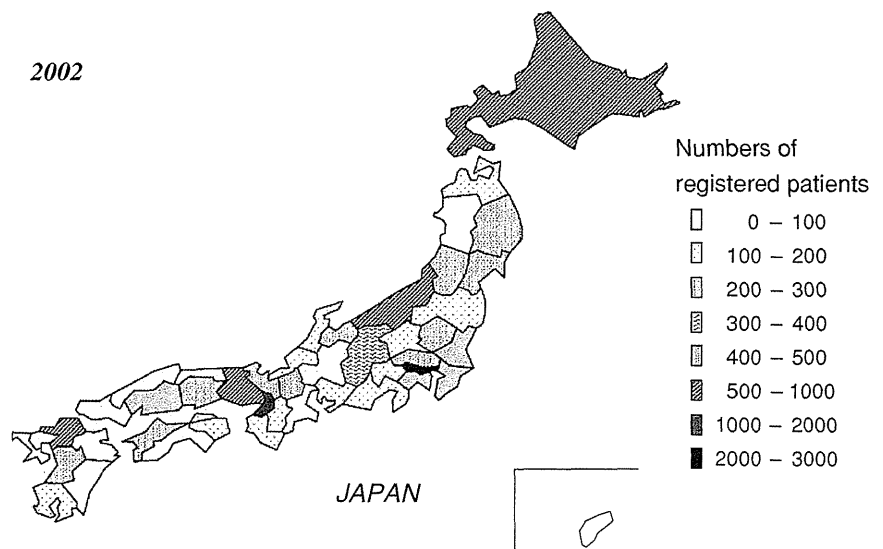 2002
Numbers of
registered patients
0 – 100
100 – 200
200 – 300
300 – 400
400 – 500
500 – 1000
1000 – 2000
2000 – 3000
JAPAN